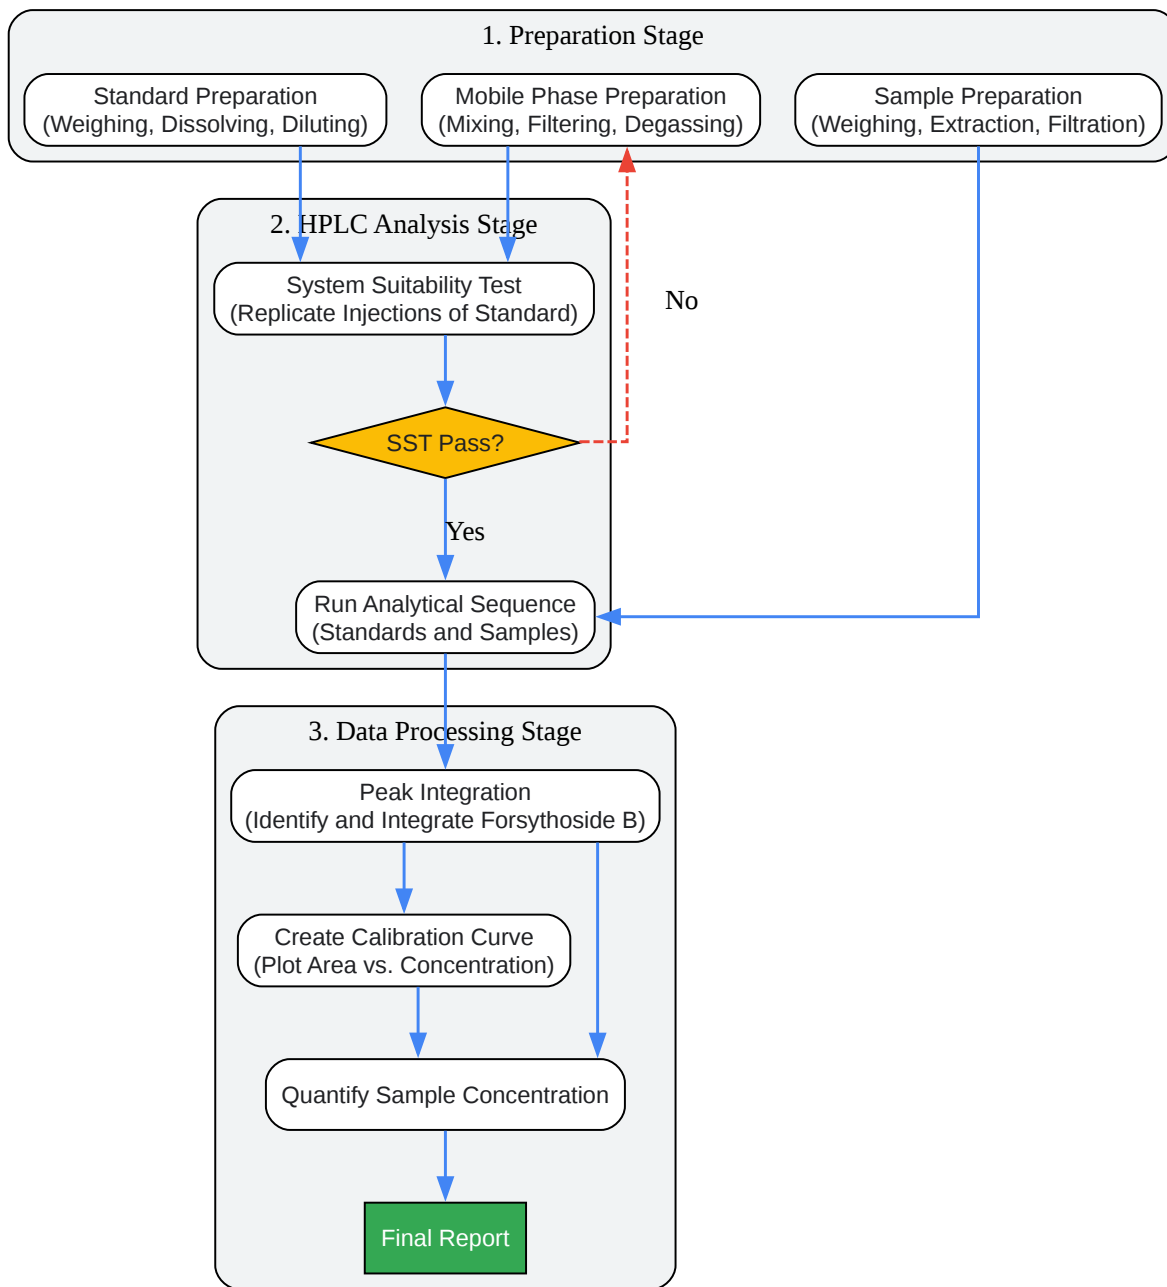 1. Preparation Stage
Standard Preparation
(Weighing, Dissolving, Diluting)
Mobile Phase Preparation
(Mixing, Filtering, Degassing)
Sample Preparation
(Weighing, Extraction, Filtration)
2. HPLC Analysis Stage
System Suitability Test
(Replicate Injections of Standard)
No
SST Pass?
Yes
Run Analytical Sequence
(Standards and Samples)
3. Data Processing Stage
Peak Integration
(Identify and Integrate Forsythoside B)
Create Calibration Curve
(Plot Area vs. Concentration)
Quantify Sample Concentration
Final Report